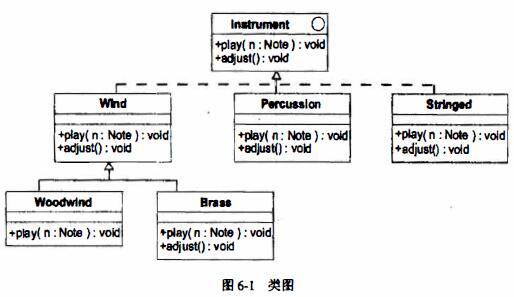 Instrument
+play( n : Note ) : void
+adjust() : void
Wind
+play( n : Note ) : void
+adjust() : void
Percussion
+play( n : Note ) : void
+adjust() : void
Stringed
+play( n : Note ) : void
+adjust() : void
Woodwind
+play( n : Note ) : void
Brass
+play( n : Note ) : void
+adjust() : void
图 6-1 类图